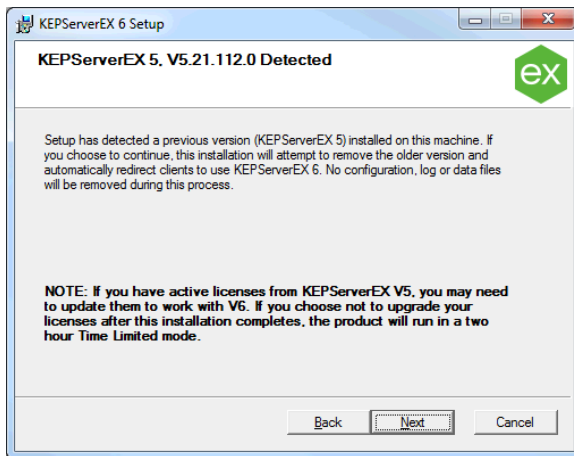 KEPServerEX 6 Setup
KEPServerEX 5, V5.21.112.0 Detected
ex
Setup has detected a previous version (KEPServerEX 5) installed on this machine. If
you choose to continue, this installation will attempt to remove the older version and
automatically redirect clients to use KEPServerEX 6. No configuration, log or data files
will be removed during this process.
NOTE: If you have active licenses from KEPServerEX V5, you may need
to update them to work with V6. If you choose not to upgrade your
licenses after this installation completes, the product will run in a two
hour Time Limited mode.
Back Next Cancel